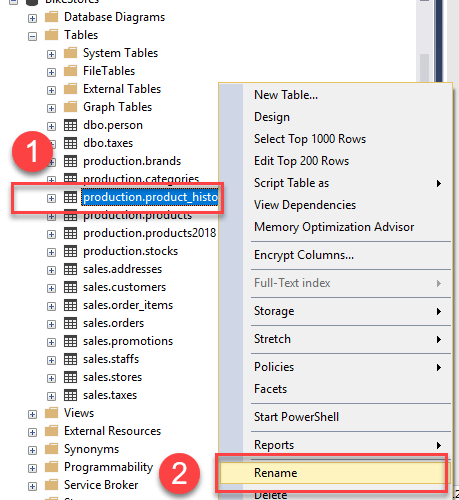 BikeStores
Database Diagrams
Tables
System Tables
FileTables
External Tables
Graph Tables
dbo.person
1
dbo.taxes
production.brands
production.categories
production.product_histo
production.products
production.products2018
production.stocks
sales.addresses
sales.customers
sales.order_items
sales.orders
sales.promotions
sales.staffs
sales.stores
sales.taxes
Views
External Resources
Synonyms
Programmability
Service Broker
New Table...
Design
Select Top 1000 Rows
Edit Top 200 Rows
Script Table as
View Dependencies
Memory Optimization Advisor
Encrypt Columns...
Full-Text index
Storage
Stretch
Policies
Facets
Start PowerShell
Reports
2
Rename
Delete